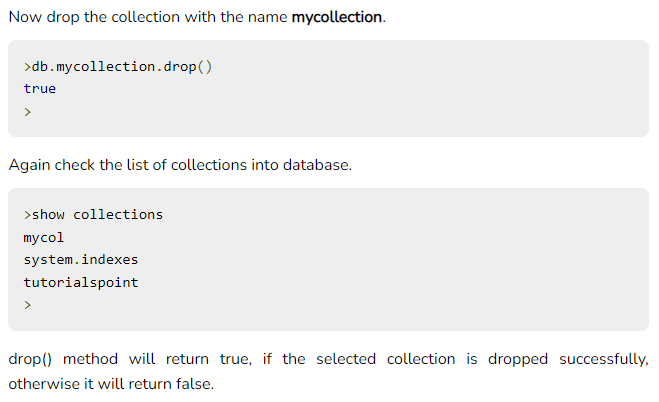 Now drop the collection with the name mycollection.
>db.mycollection.drop()
true
>
Again check the list of collections into database.
>show collections
mycol
system.indexes
tutorialspoint
>
drop() method will return true, if the selected collection is dropped successfully,
otherwise it will return false.